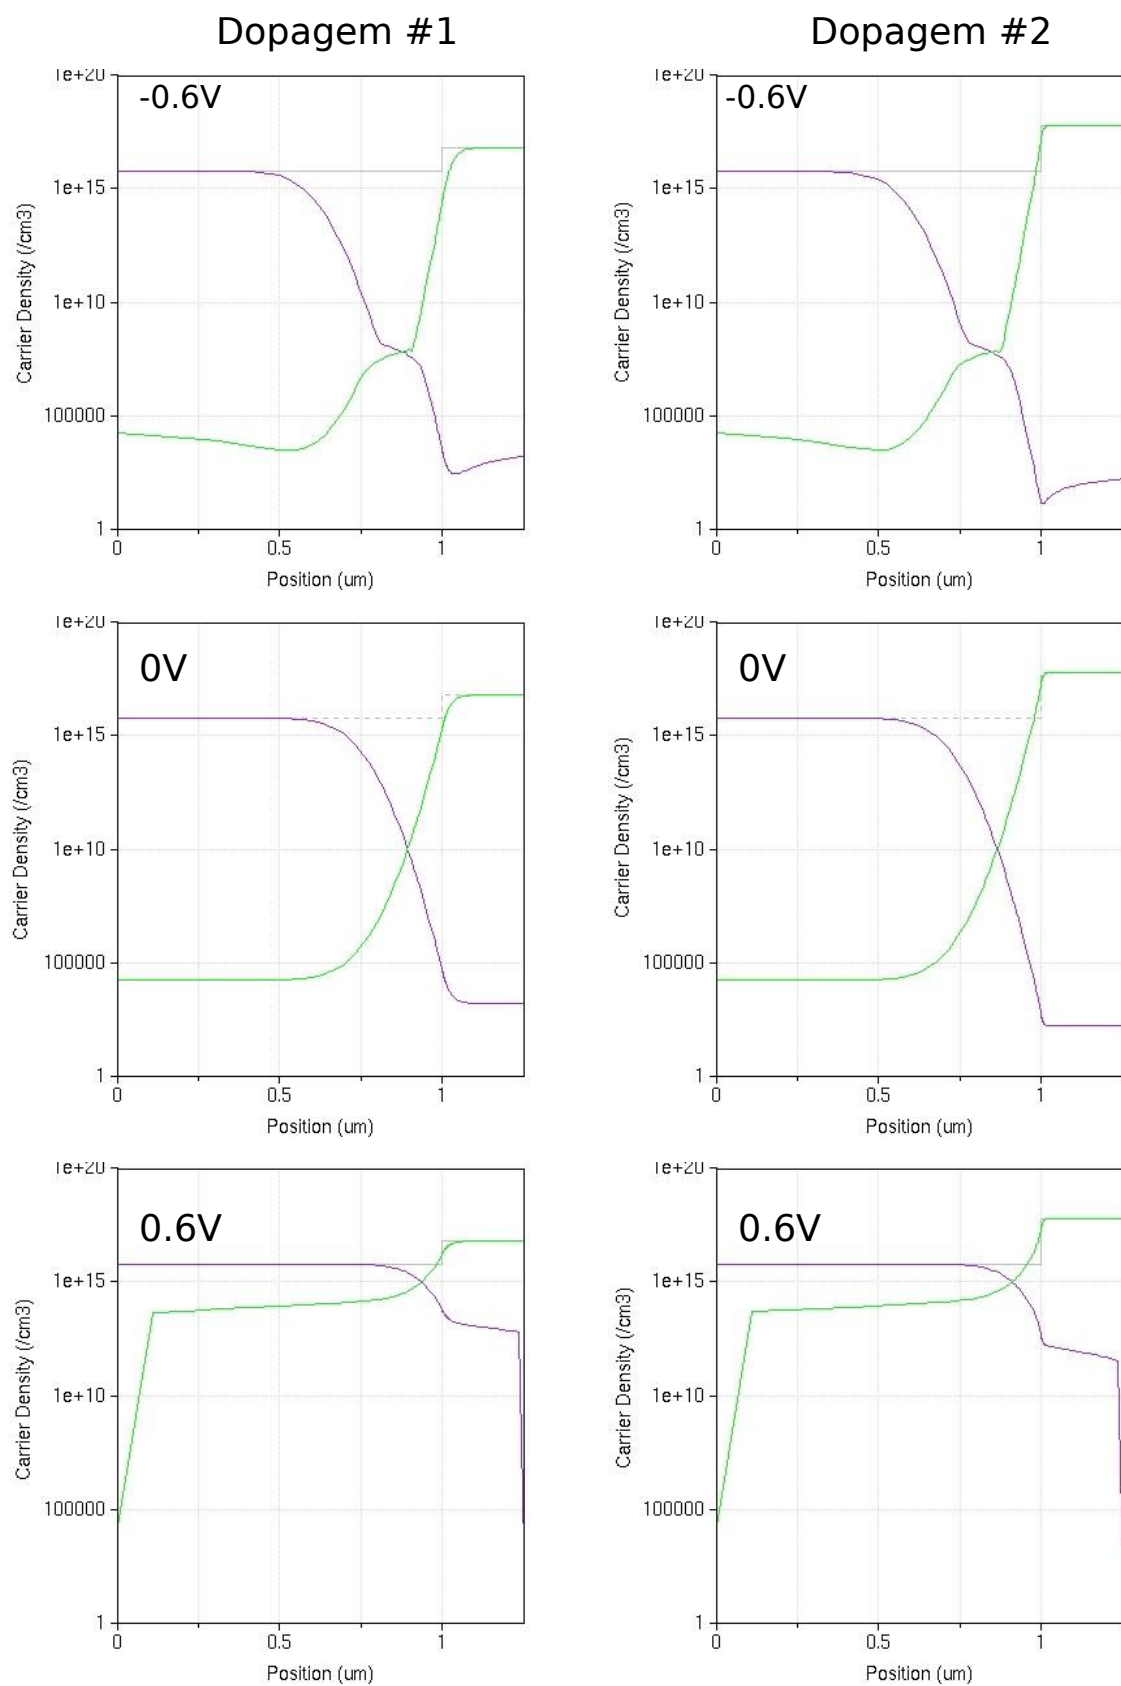 Dopagem #1
Dopagem #2
1e+20
-0.6V
1e+15
1e+10
100000
1
Carrier Density (/cm3)
0
0.5
1
Position (um)
1e+20
-0.6V
1e+15
1e+10
100000
1
Carrier Density (/cm3)
0
0.5
1
Position (um)
1e+20
0V
1e+15
1e+10
100000
1
Carrier Density (/cm3)
0
0.5
1
Position (um)
1e+20
0V
1e+15
1e+10
100000
1
Carrier Density (/cm3)
0
0.5
1
Position (um)
1e+20
0.6V
1e+15
1e+10
100000
1
Carrier Density (/cm3)
0
0.5
1
Position (um)
1e+20
0.6V
1e+15
1e+10
100000
1
Carrier Density (/cm3)
0
0.5
1
Position (um)